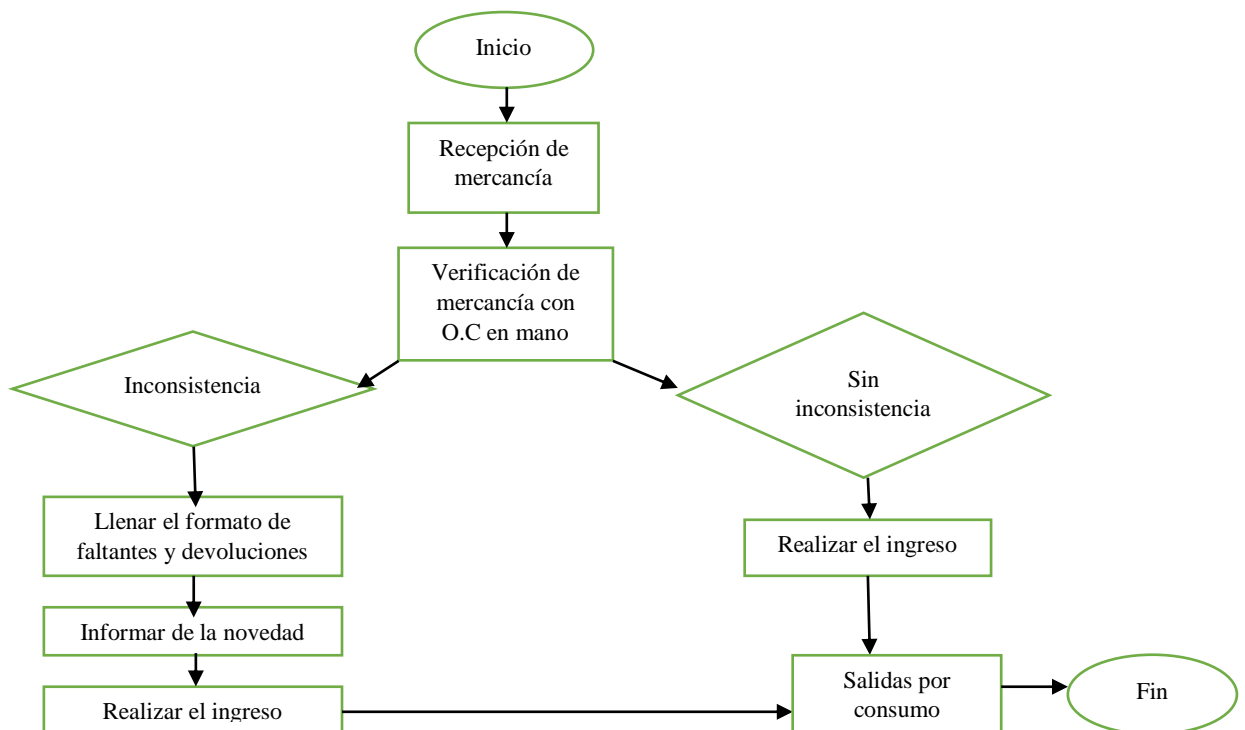 Inicio
Recepción de
mercancía
Verificación de
mercancía con
O.C en mano
Inconsistencia
Sin
inconsistencia
Llenar el formato de
faltantes y devoluciones
Realizar el ingreso
Informar de la novedad
Realizar el ingreso
Salidas por
consumo
Fin